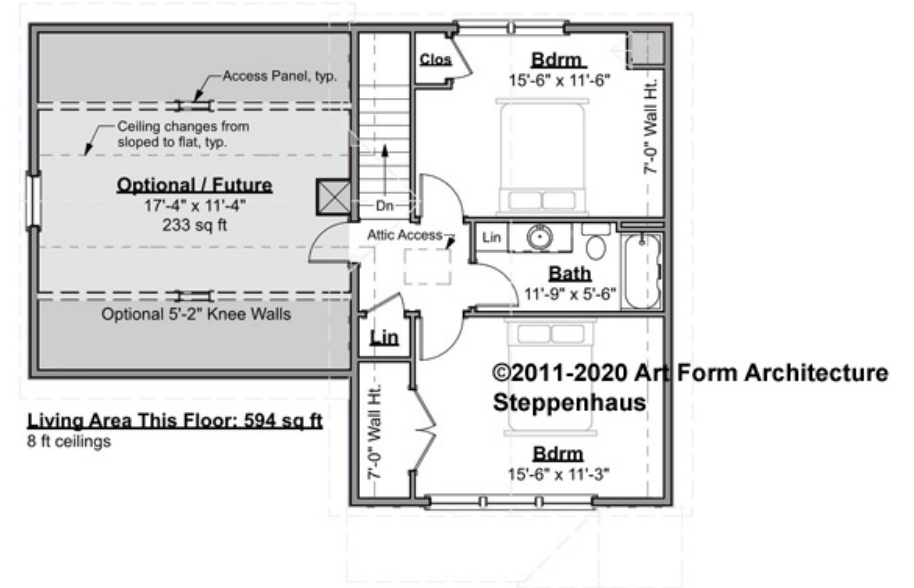 Clos
Bdrm
15'-6" x 11'-6"
7'-0" Wall Ht.
Access Panel, typ.
Ceiling changes from
sloped to flat, typ.
Optional / Future
17'-4" x 11'-4"
233 sq ft
Dn
Attic Access
Lin
Bath
11'-9" x 5'-6"
Optional 5'-2" Knee Walls
Lin
©2011-2020 Art Form Architecture
Steppenhaus
7'-0" Wall Ht.
Living Area This Floor: 594 sq ft
8 ft ceilings
Bdrm
15'-6" x 11'-3"